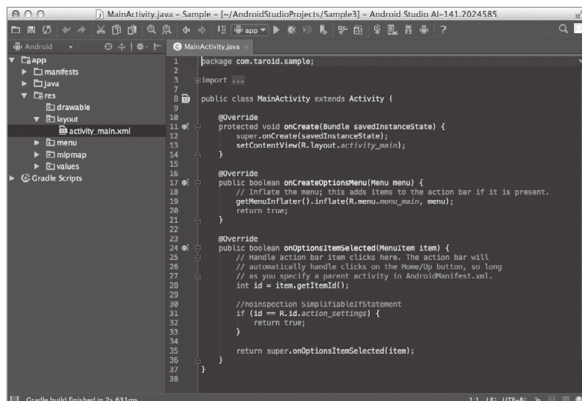 MainActivity.java - Sample - [~/AndroidStudioProjects/Sample3] - Android Studio AI-141.2024585
app
?
Android
MainActivity.java
app
manifests
java
res
drawable
layout
activity_main.xml
menu
mipmap
values
Gradle Scripts
1 package com.taroid.sample;
2
3 import ...
7
8 public class MainActivity extends Activity {
9
10 @Override
11 protected void onCreate(Bundle savedInstanceState) {
12 super.onCreate(savedInstanceState);
13 setContentView(R.layout.activity_main);
14 }
15
16 @Override
17 public boolean onCreateOptionsMenu(Menu menu) {
18 // Inflate the menu; this adds items to the action bar if it is present.
19 getMenuInflater().inflate(R.menu.menu_main, menu);
20 return true;
21 }
22
23 @Override
24 public boolean onOptionsItemSelected(MenuItem item) {
25 // Handle action bar item clicks here. The action bar will
26 // automatically handle clicks on the Home/Up button, so long
27 // as you specify a parent activity in AndroidManifest.xml.
28 int id = item.getItemId();
29
30 //noinspection SimplifiableIfStatement
31 if (id == R.id.action_settings) {
32 return true;
33 }
34
35 return super.onOptionsItemSelected(item);
36 }
37 }
38
Gradle build finished in 2s 631ms
1:1 LF: UTF-8: